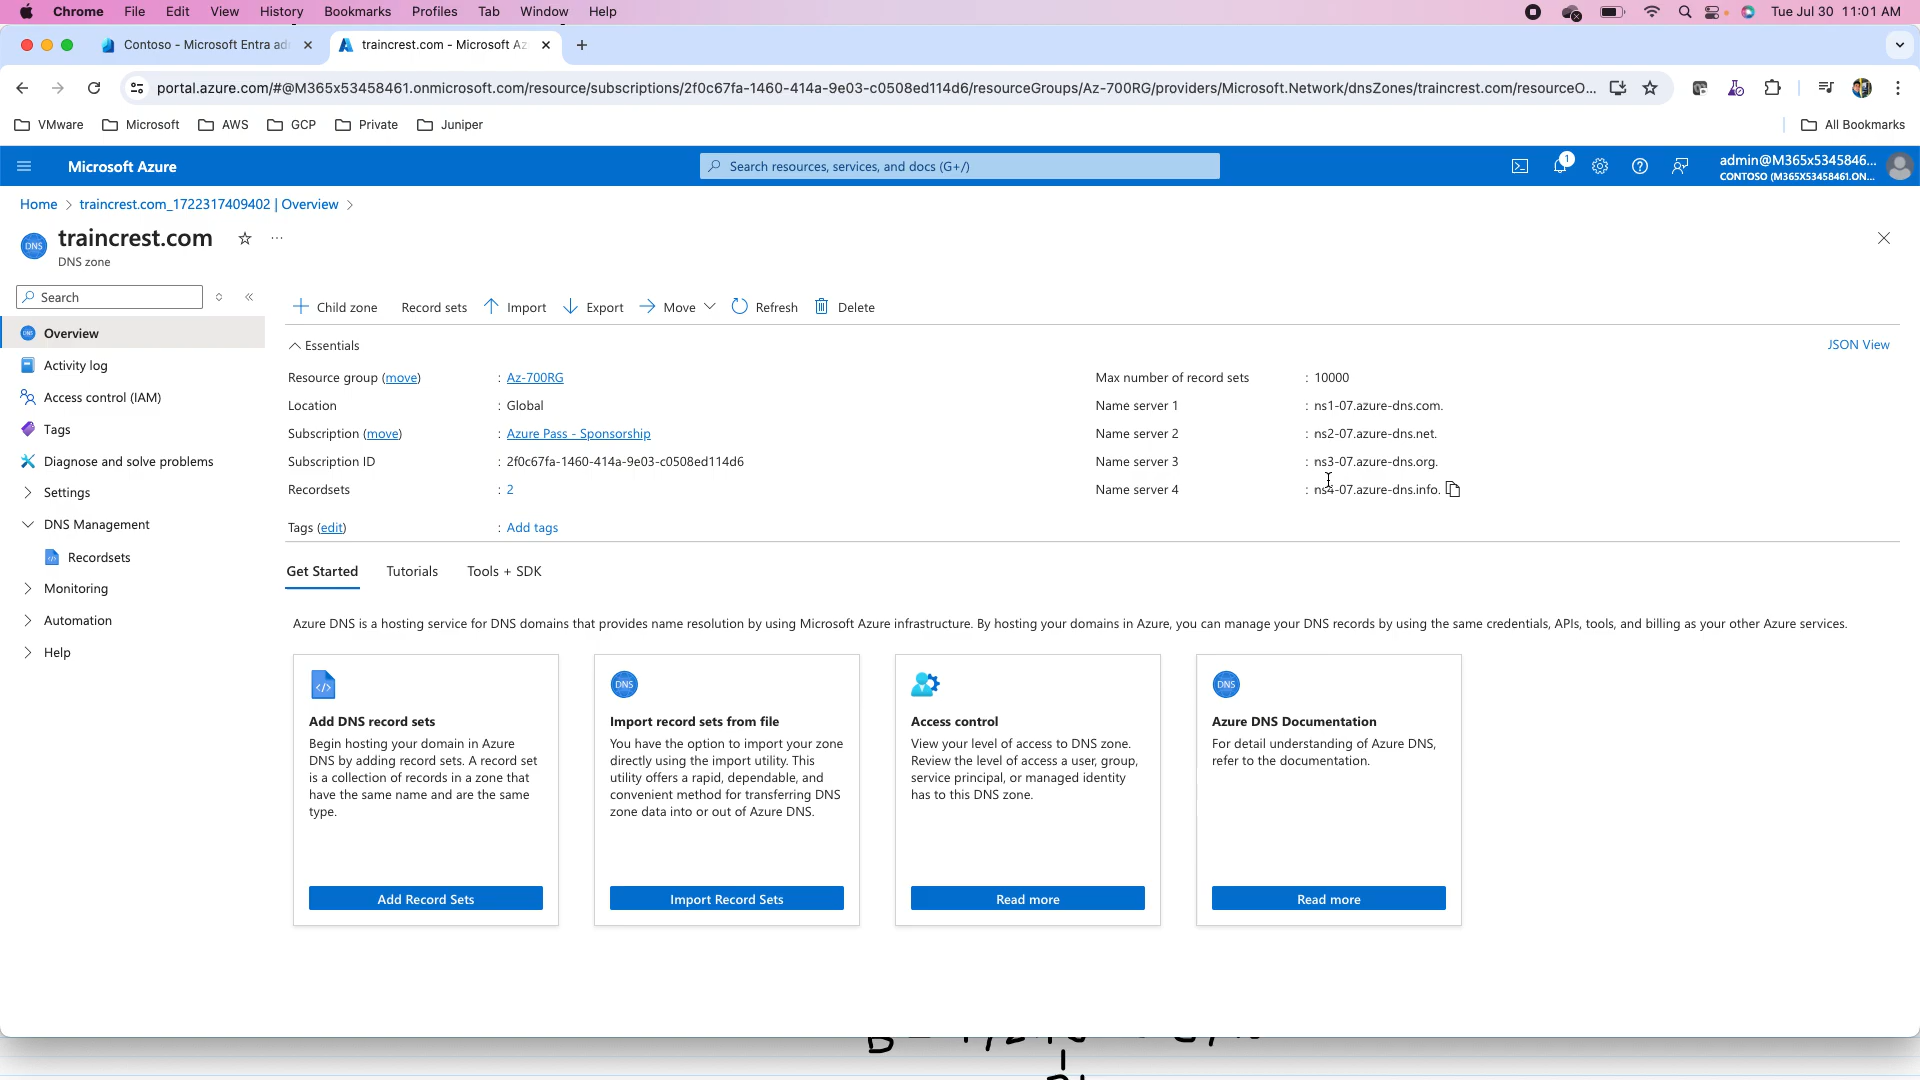 Chrome File Edit View History Bookmarks Profiles Tab Window Help Tue Jul 30 11:01 AM
Contoso - Microsoft Entra ad traincrest.com - Microsoft Az
portal.azure.com/#@M365x53458461.onmicrosoft.com/resource/subscriptions/2f0c67fa-1460-414a-9e03-c0508ed114d6/resourceGroups/Az-700RG/providers/Microsoft.Network/dnsZones/traincrest.com/resourceO...
VMware Microsoft AWS GCP Private Juniper All Bookmarks
Microsoft Azure Search resources, services, and docs (G+/) 1 admin@M365x5345846...
CONTOSO (M365X53458461.ON...
Home > traincrest.com_1722317409402 | Overview >
DNS traincrest.com ...
DNS zone
Search
Overview
Activity log
Access control (IAM)
Tags
Diagnose and solve problems
Settings
DNS Management
Recordsets
Monitoring
Automation
Help
Child zone Record sets Import Export Move Refresh Delete
Essentials JSON View
Resource group (move) : Az-700RG
Location : Global
Subscription (move) : Azure Pass - Sponsorship
Subscription ID : 2f0c67fa-1460-414a-9e03-c0508ed114d6
Recordsets : 2
Tags (edit) : Add tags
Max number of record sets : 10000
Name server 1 : ns1-07.azure-dns.com.
Name server 2 : ns2-07.azure-dns.net.
Name server 3 : ns3-07.azure-dns.org.
Name server 4 : ns4-07.azure-dns.info.
Get Started Tutorials Tools + SDK
Azure DNS is a hosting service for DNS domains that provides name resolution by using Microsoft Azure infrastructure. By hosting your domains in Azure, you can manage your DNS records by using the same credentials, APIs, tools, and billing as your other Azure services.
Add DNS record sets
Begin hosting your domain in Azure
DNS by adding record sets. A record set
is a collection of records in a zone that
have the same name and are the same
type.
Add Record Sets
DNS
Import record sets from file
You have the option to import your zone
directly using the import utility. This
utility offers a rapid, dependable, and
convenient method for transferring DNS
zone data into or out of Azure DNS.
Import Record Sets
Access control
View your level of access to DNS zone.
Review the level of access a user, group,
service principal, or managed identity
has to this DNS zone.
Read more
DNS
Azure DNS Documentation
For detail understanding of Azure DNS,
refer to the documentation.
Read more